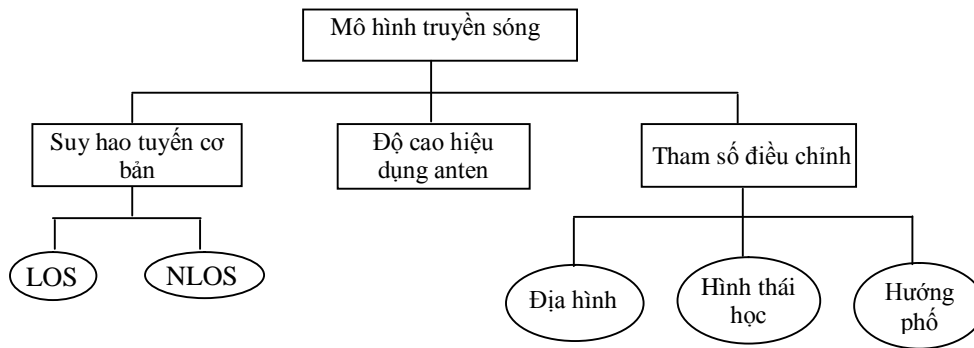 Mô hình truyền sóng
Suy hao tuyến cơ
bản
Độ cao hiệu
dụng anten
Tham số điều chỉnh
LOS
NLOS
Địa hình
Hình thái
học
Hướng
phố